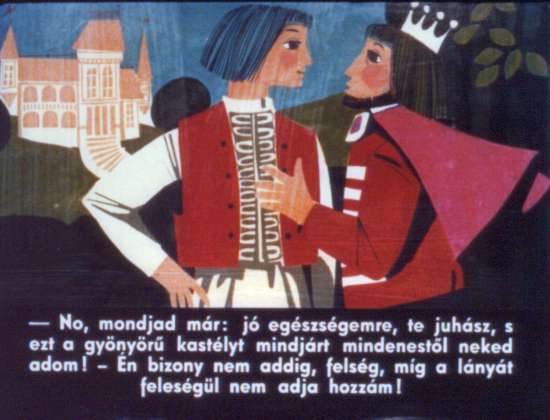 — No, mondjad már: jó egészségemre, te juhász, s
ezt a gyönyörű kastélyt mindjárt mindenestől neked
adom! – Én bizony nem addig, felség, míg a lányát
feleségül nem adja hozzám!